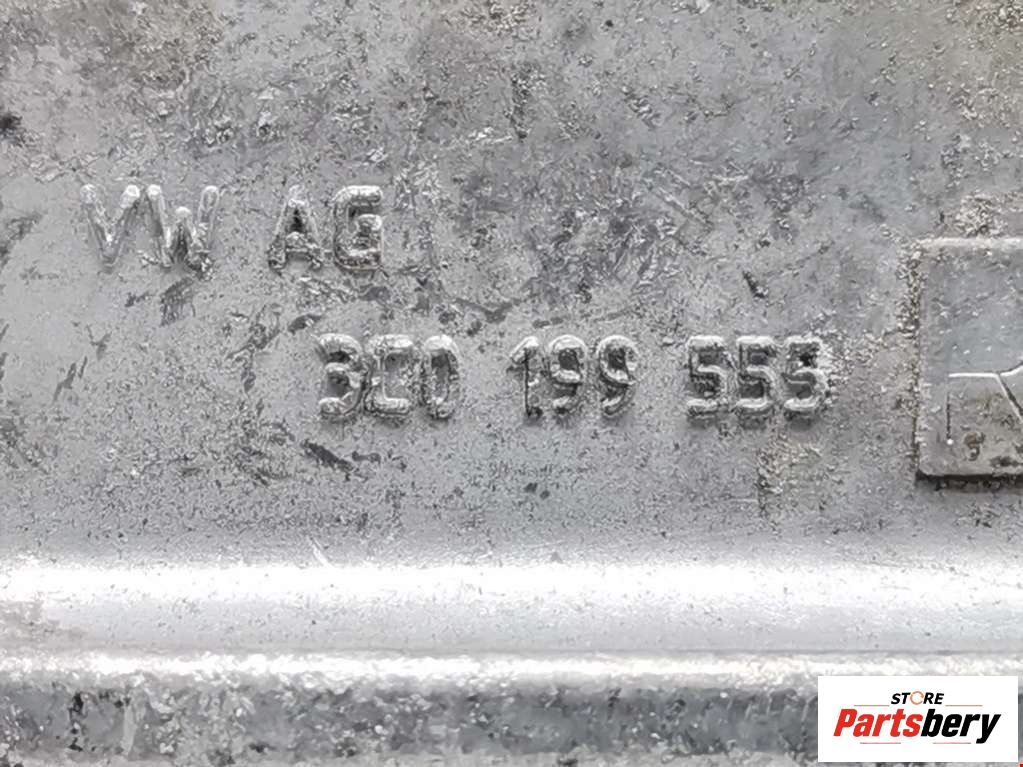 VW AG
3C0 199 555
STORE
Partsbery